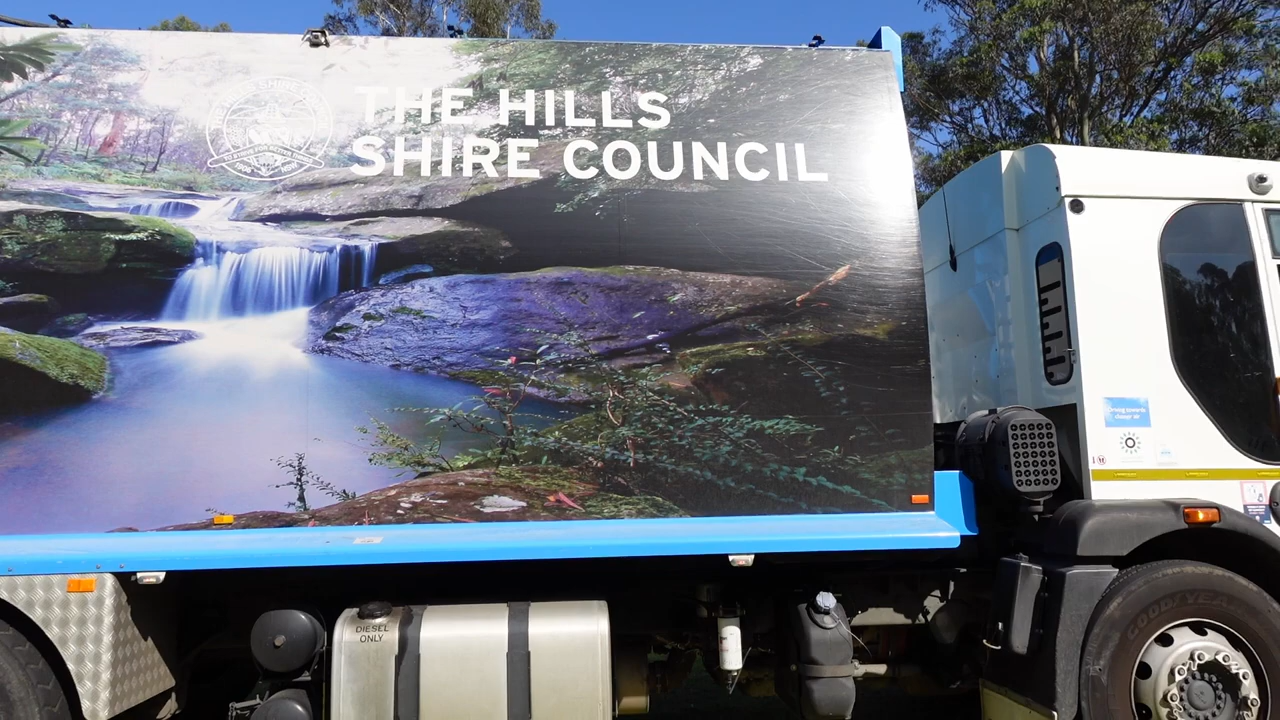 THE HILLS
SHIRE COUNCIL
DIESEL
ONLY
GOODYEAR